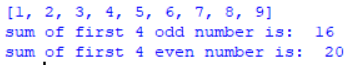 [1, 2, 3, 4, 5, 6, 7, 8, 9]
sum of first 4 odd number is:  16
sum of first 4 even number is:  20